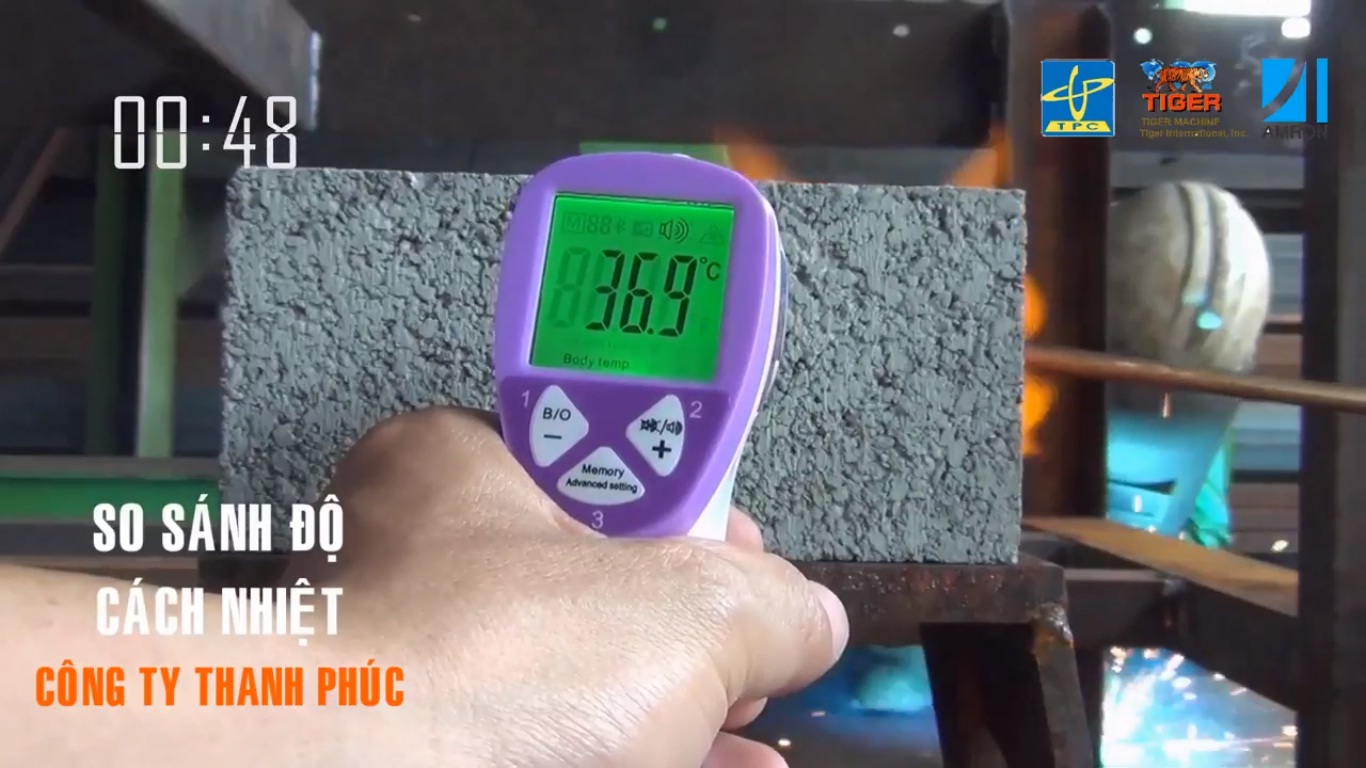 00:48
TPC
TIGER
TIGER MACHINE
Tiger International, Inc.
AMRON
M 88
36.9°C
Body temp
1
B/O
−
2
+
Memory
Advanced setting
3
SO SÁNH ĐỘ
CÁCH NHIỆT
CÔNG TY THANH PHÚC